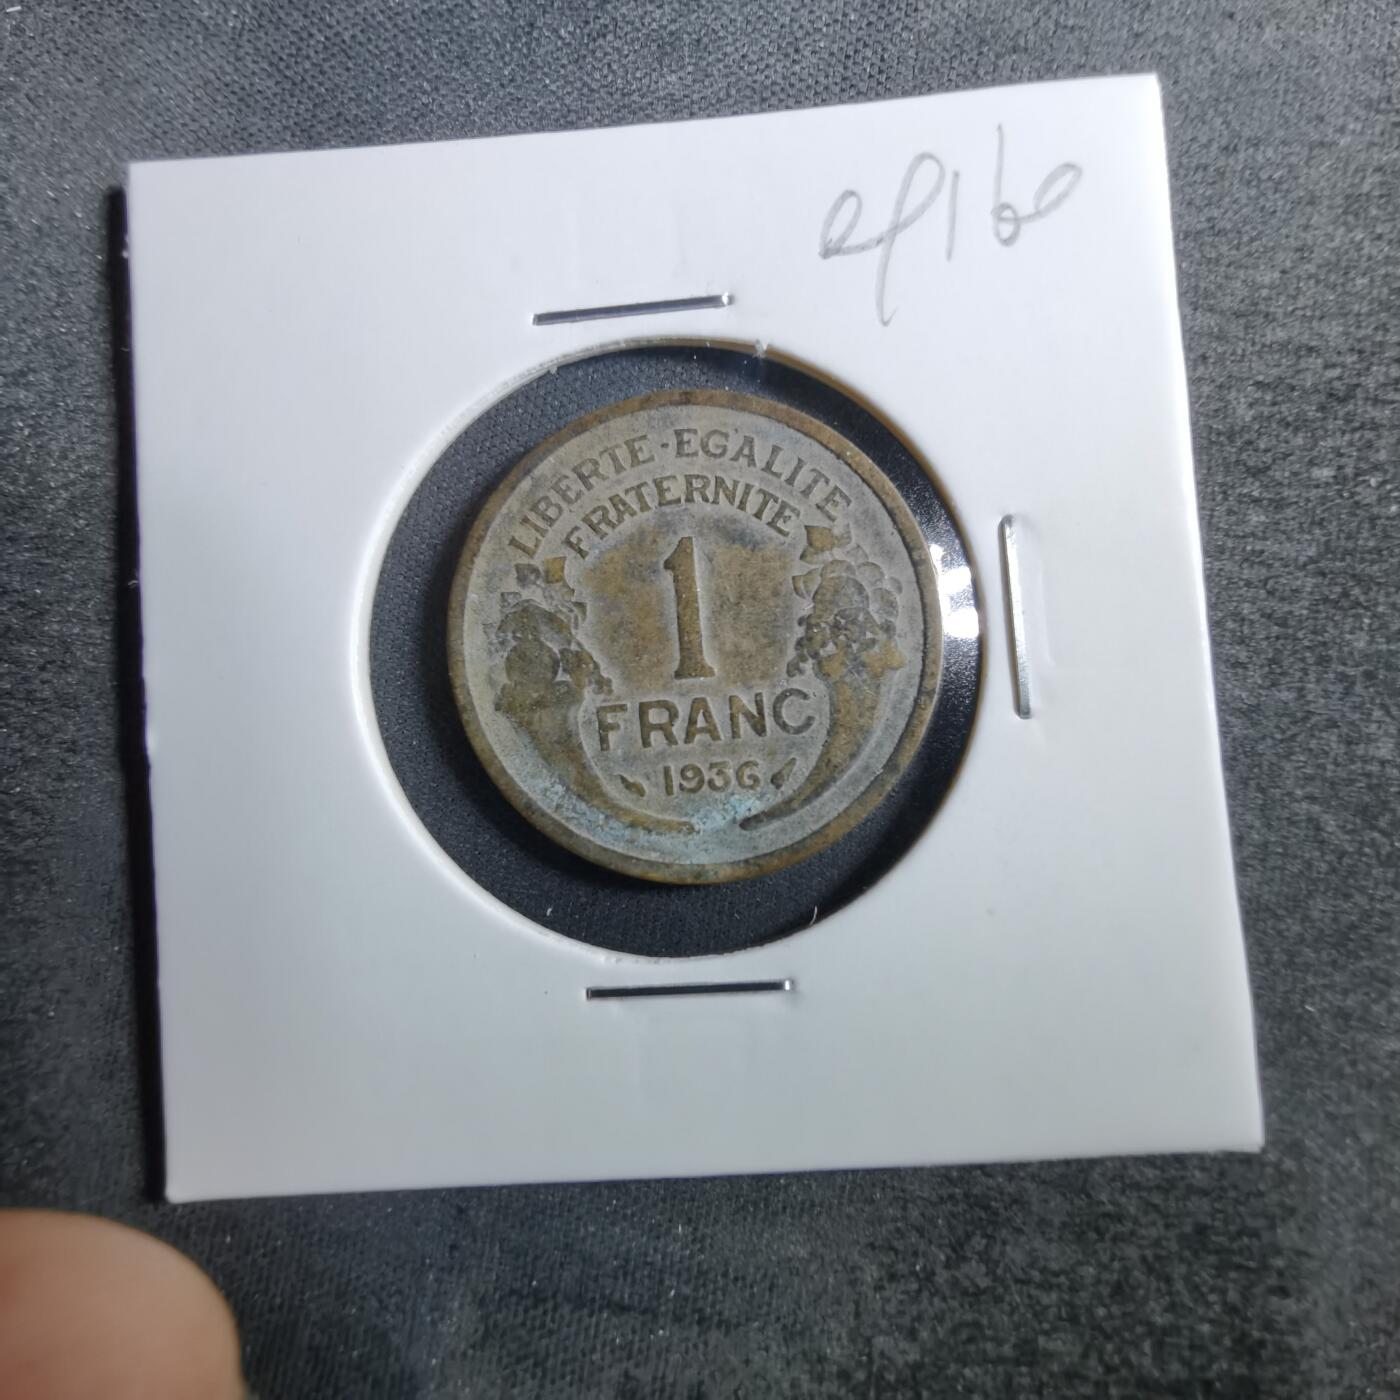 LIBERTE·EGALITE
FRATERNITE
1
FRANC
1936